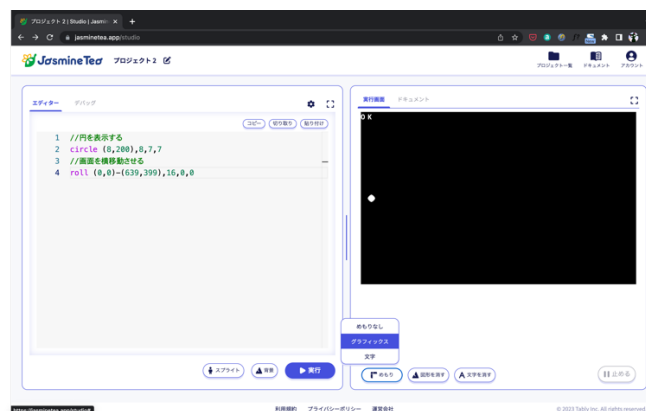 プロジェクト 2 | Studio | Jasmin
jasminetea.app/studio
JasmineTea
プロジェクト2
プロジェクト一覧
ドキュメント
アカウント
エディター
デバッグ
コピー
切り取り
貼り付け
1 //円を表示する
2 circle (8,200),8,7,7
3 //画面を横移動させる
4 roll (0,0)-(639,399),16,0,0
スプライト
背景
実行
実行画面
ドキュメント
OK
めもりなし
グラフィックス
文字
めもり
図形を消す
文字を消す
止める
https://jasminetea.app/studio#
利用規約
プライバシーポリシー
運営会社
© 2023 Tably Inc. All rights reserved.